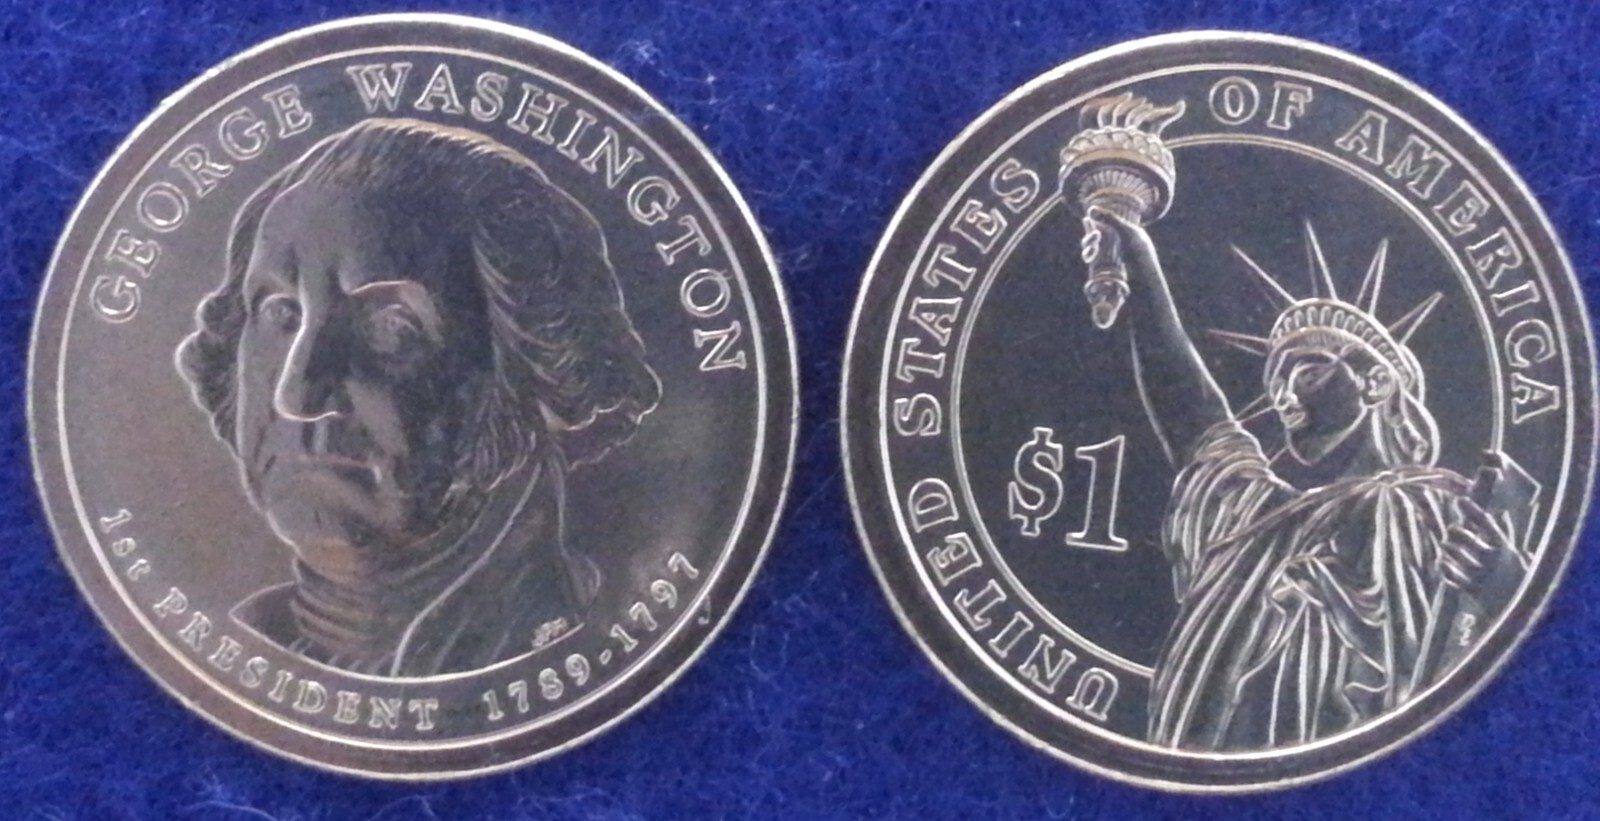 GEORGE WASHINGTON
1st PRESIDENT 1789-1797
UNITED STATES OF AMERICA
$1